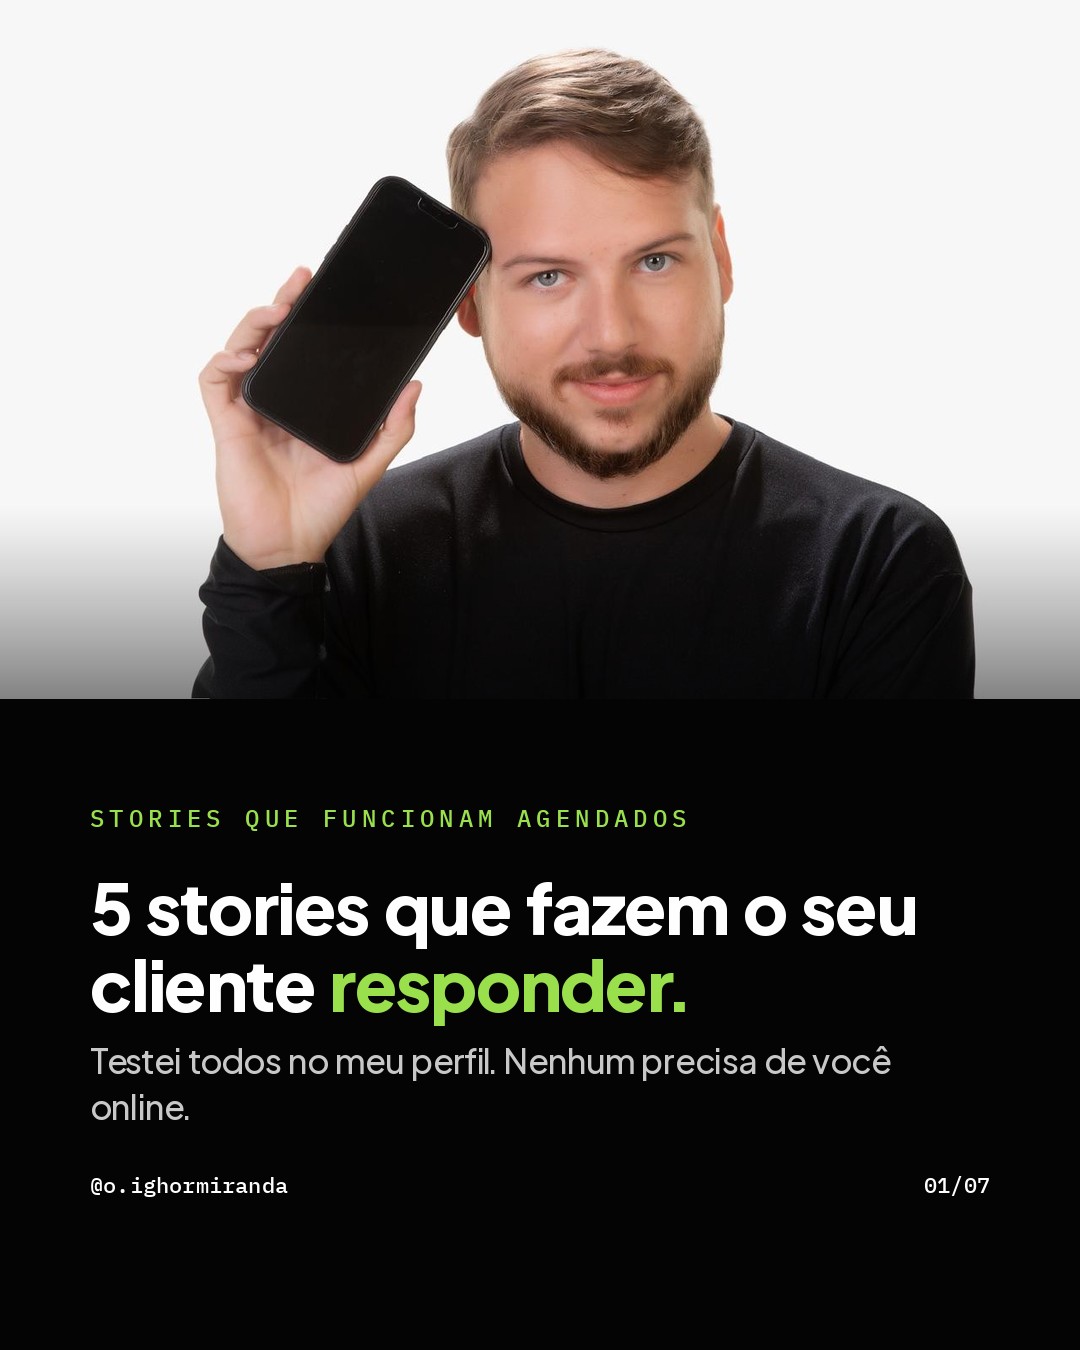 STORIES QUE FUNCIONAM AGENDADOS
5 stories que fazem o seu
cliente responder.
Testei todos no meu perfil. Nenhum precisa de você
online.
@o.ighormiranda
01/07